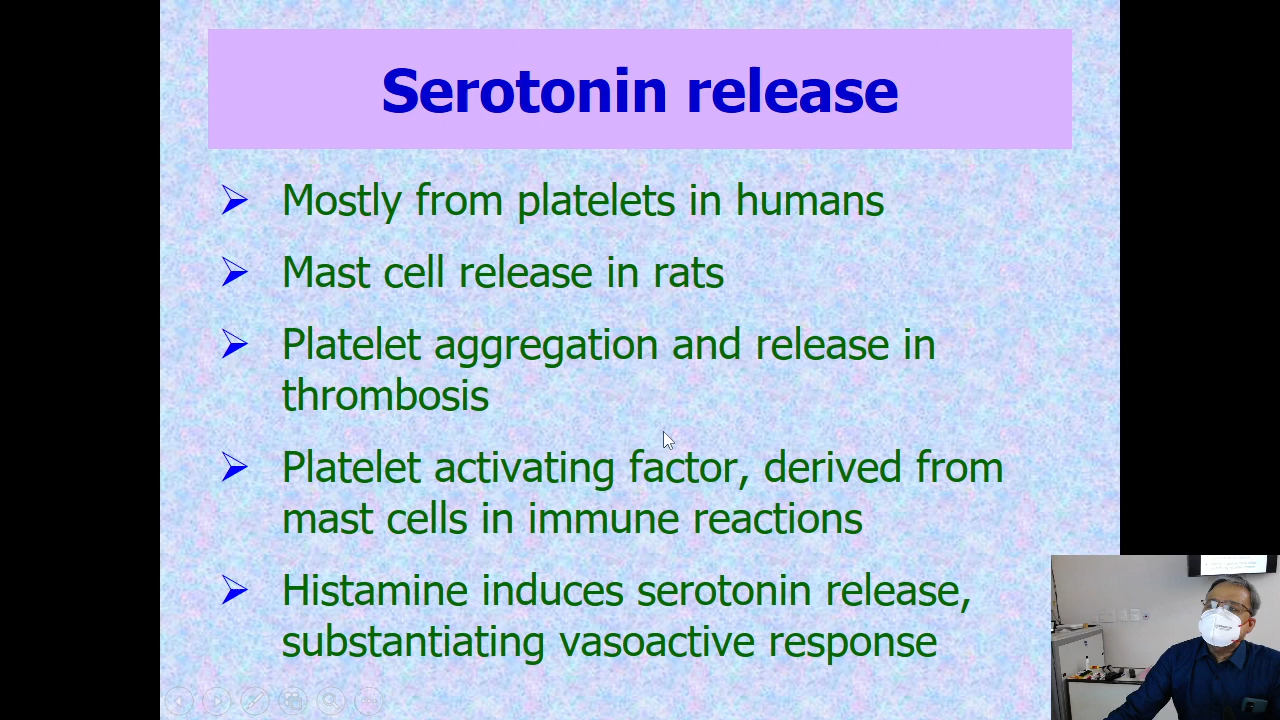 Serotonin release
Mostly from platelets in humans
Mast cell release in rats
Platelet aggregation and release in
thrombosis
Platelet activating factor, derived from
mast cells in immune reactions
Histamine induces serotonin release,
substantiating vasoactive response